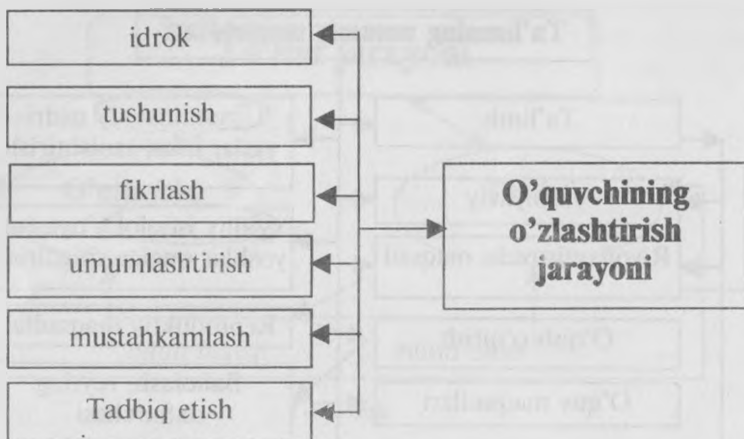 idrok
tushunish
fikrlash
umumlashtirish
mustahkamlash
Tadbiq etish
O'quvchining
o'zlashtirish
jarayoni